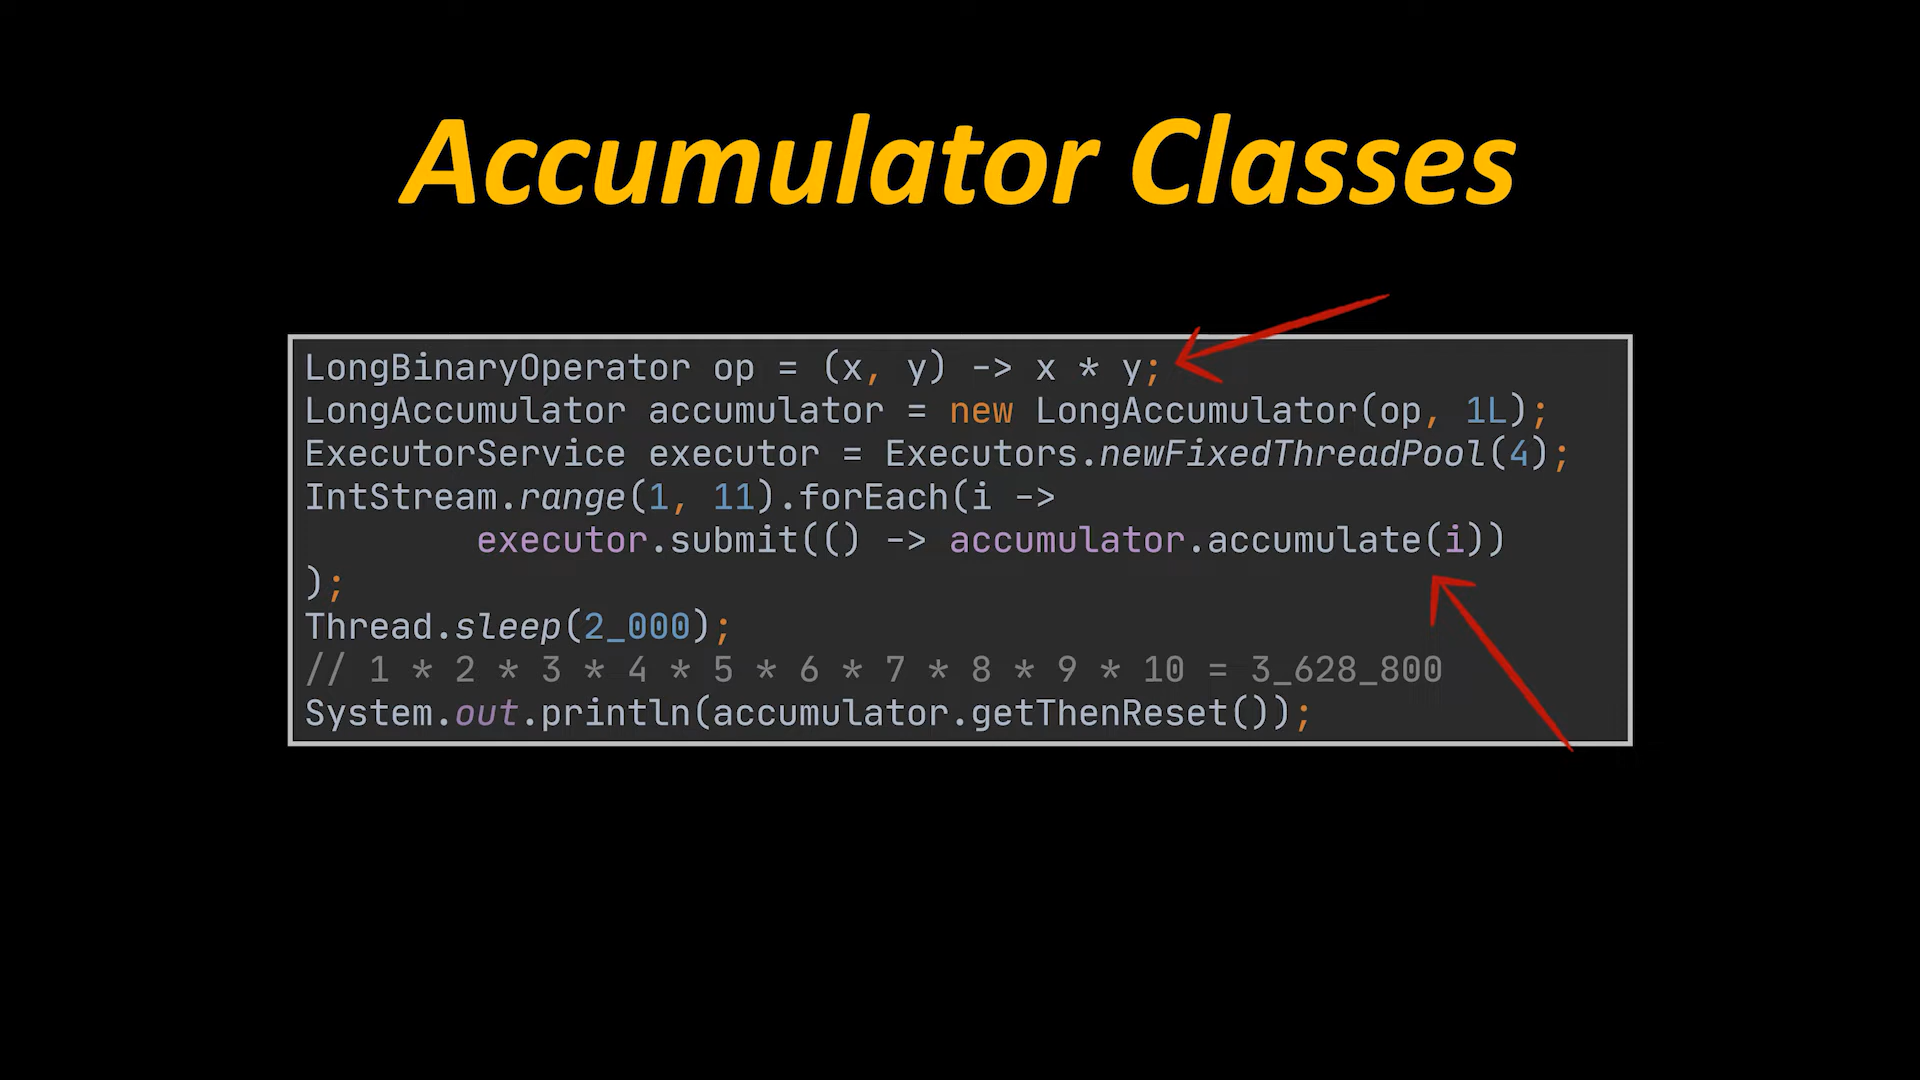 Accumulator Classes
LongBinaryOperator op = (x, y) -> x * y;
LongAccumulator accumulator = new LongAccumulator(op, 1L);
ExecutorService executor = Executors.newFixedThreadPool(4);
IntStream.range(1, 11).forEach(i ->
executor.submit(() -> accumulator.accumulate(i))
);
Thread.sleep(2_000);
// 1 * 2 * 3 * 4 * 5 * 6 * 7 * 8 * 9 * 10 = 3_628_800
System.out.println(accumulator.getThenReset());